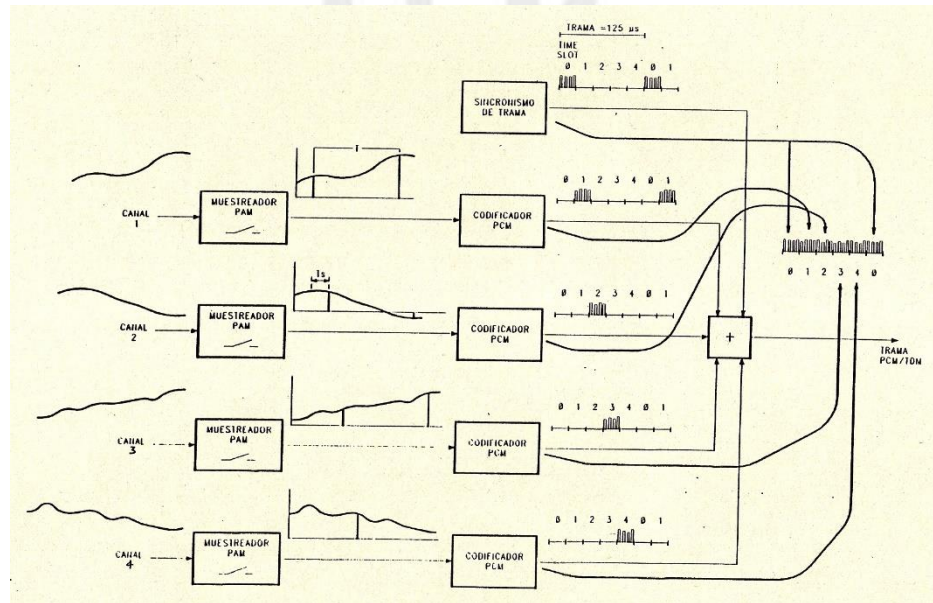 TRAMA =125 µs
TIME
SLOT
0 1 2 3 4 0 1
SINCRONISMO
DE TRAMA
T
CANAL
1
MUESTREADOR
PAM
CODIFICADOR
PCM
0 1 2 3 4 0 1
0 1 2 3 4 0
Ts
CANAL
2
MUESTREADOR
PAM
CODIFICADOR
PCM
0 1 2 3 4 0 1
+
TRAMA
PCM/TDM
CANAL
3
MUESTREADOR
PAM
CODIFICADOR
PCM
0 1 2 3 4 0 1
CANAL
4
MUESTREADOR
PAM
CODIFICADOR
PCM
0 1 2 3 4 0 1